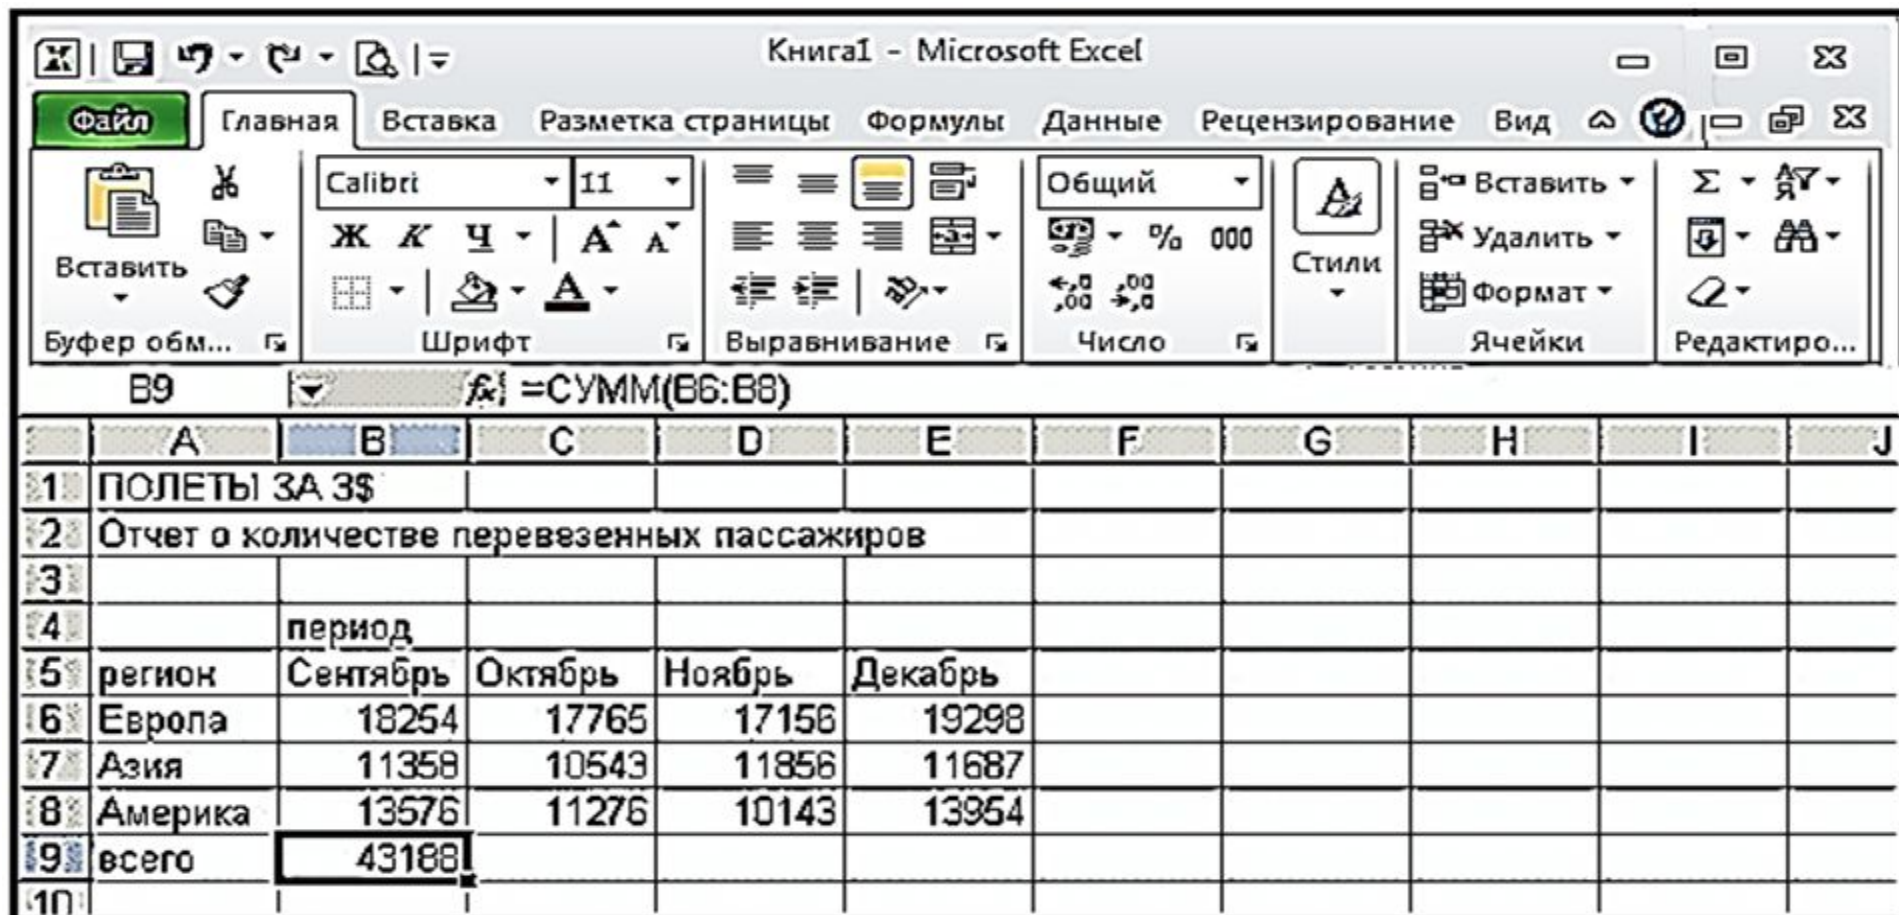 Книга1 - Microsoft Excel
Файл Главная Вставка Разметка страницы Формулы Данные Рецензирование Вид
Calibri 11 Общий Вставить
Ж К Ч А А % 000 Удалить
Вставить Стили Формат
Буфер обм... Шрифт Выравнивание Число Ячейки Редактиро...
B9 fx =СУММ(B6:B8)
A B C D E F G H I J
1 ПОЛЕТЫ ЗА 3$
2 Отчет о количестве перевезенных пассажиров
3
4 период
5 регион Сентябрь Октябрь Ноябрь Декабрь
6 Европа 18254 17765 17156 19298
7 Азия 11358 10543 11856 11687
8 Америка 13576 11276 10143 13954
9 всего 43188
10